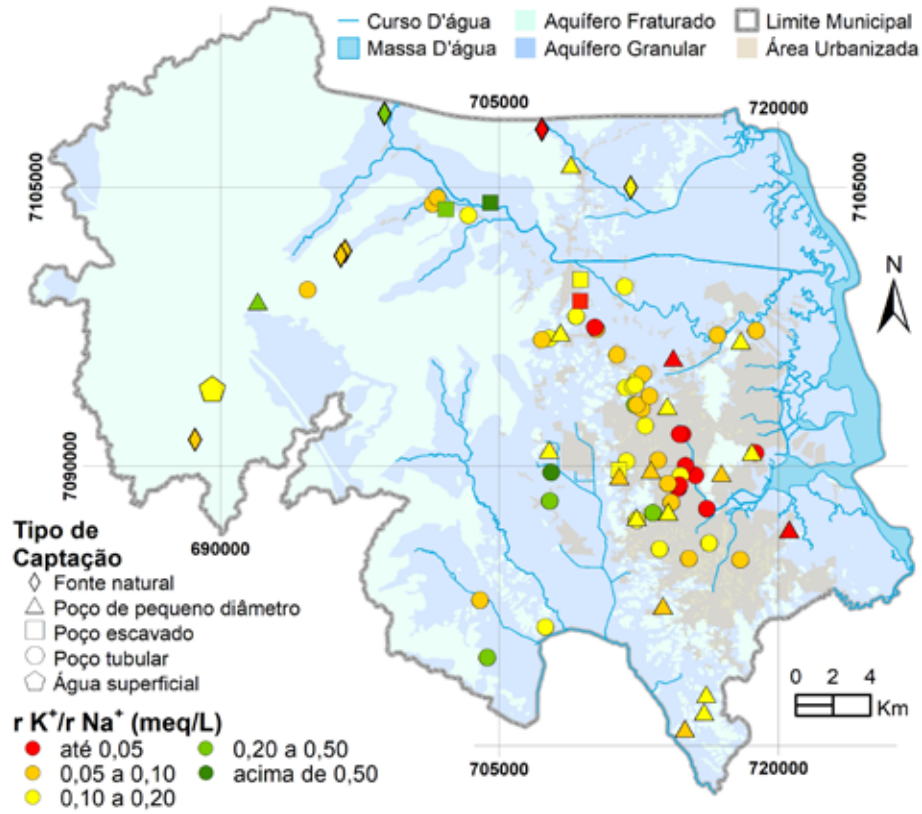 Curso D'água
Aquífero Fraturado
Limite Municipal
Massa D'água
Aquífero Granular
Área Urbanizada
705000
720000
7105000
7105000
N
7090000
7090000
690000
Tipo de
Captação
Fonte natural
Poço de pequeno diâmetro
Poço escavado
Poço tubular
Água superficial
0 2 4
Km
r K⁺/r Na⁺ (meq/L)
até 0,05
0,20 a 0,50
0,05 a 0,10
acima de 0,50
0,10 a 0,20
705000
720000